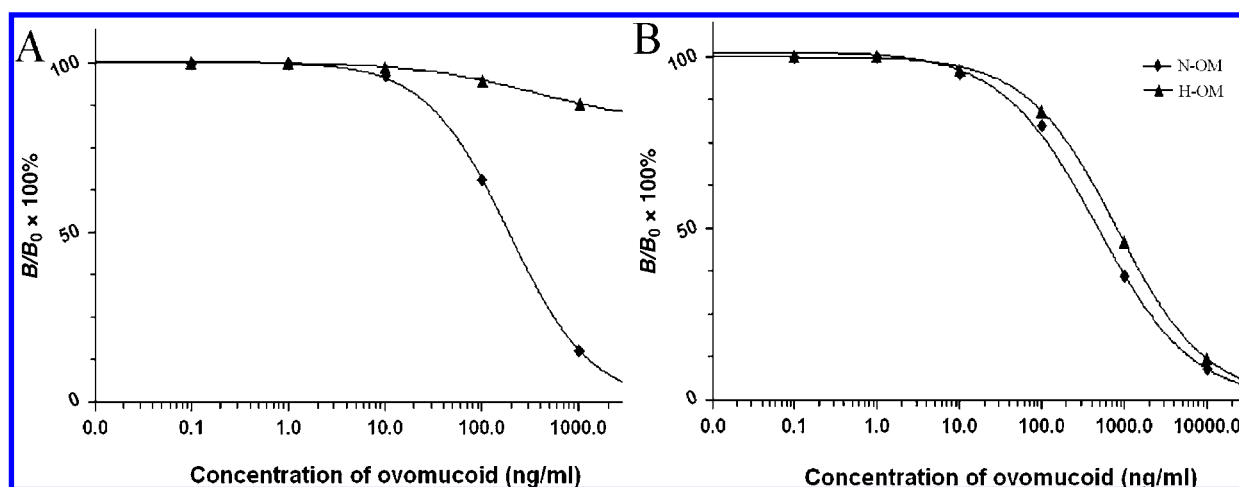 A
B/B₀ × 100%
100
50
0
0.0 0.1 1.0 10.0 100.0 1000.0
Concentration of ovomucoid (ng/ml)
B
N-OM
H-OM
B/B₀ × 100%
100
50
0
0.0 0.1 1.0 10.0 100.0 1000.0 10000.0
Concentration of ovomucoid (ng/ml)